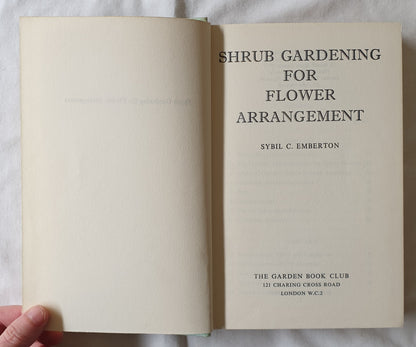 SHRUB GARDENING
FOR
FLOWER
ARRANGEMENT
SYBIL C. EMBERTON
THE GARDEN BOOK CLUB
121 CHARING CROSS ROAD
LONDON W.C.2